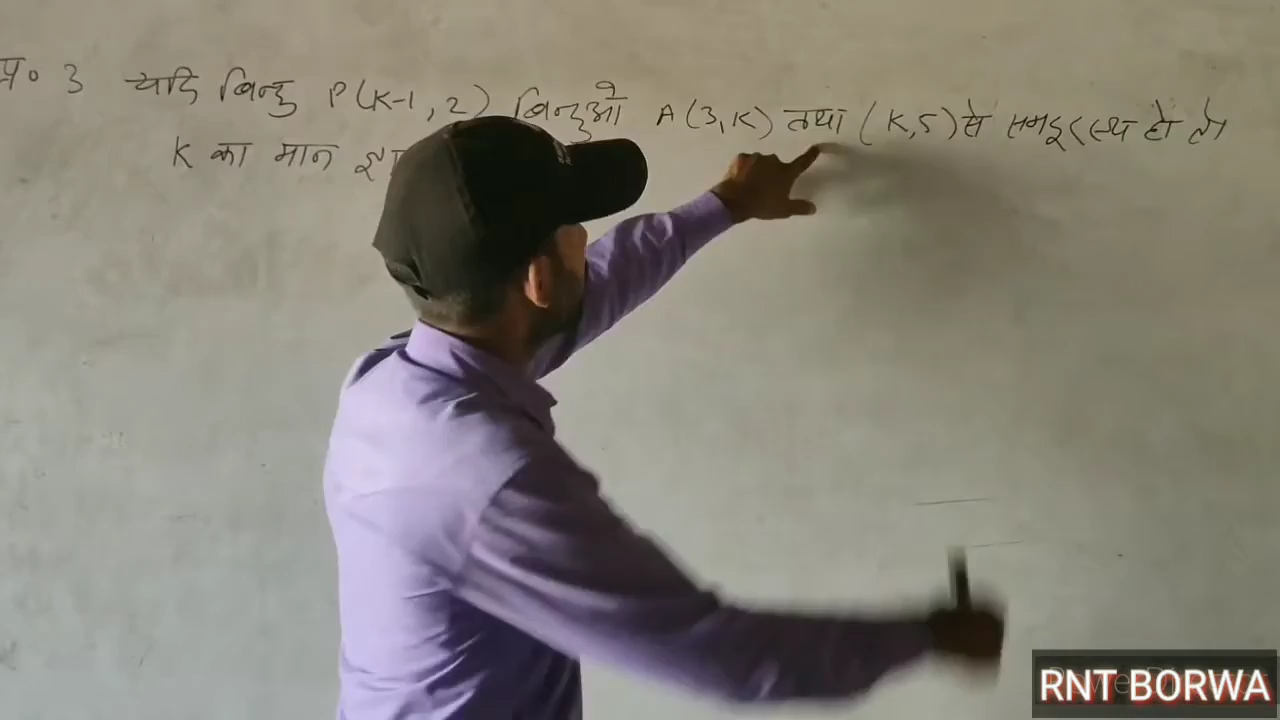 प्र० 3 यदि बिन्दु P(K-1, 2) बिन्दुओं A(3, K) तथा (K, 5) से समदूरस्थ हो तो
K का मान
RNT BORWA